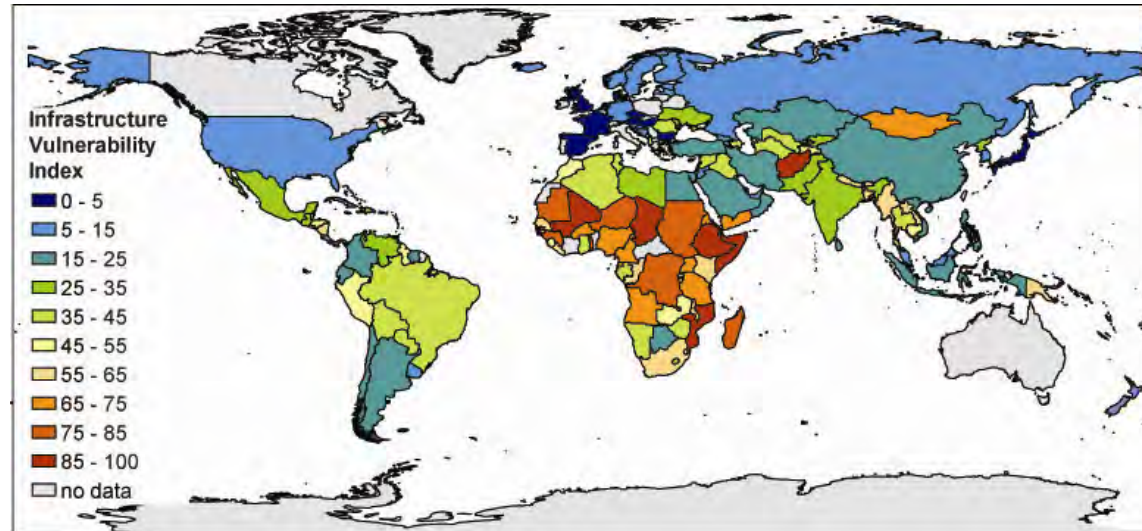 Infrastructure
Vulnerability
Index
0 - 5
5 - 15
15 - 25
25 - 35
35 - 45
45 - 55
55 - 65
65 - 75
75 - 85
85 - 100
no data